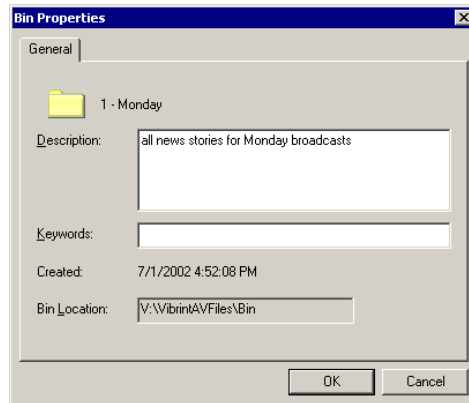 Bin Properties
General
1 - Monday
Description:
all news stories for Monday broadcasts
Keywords:
Created:
7/1/2002 4:52:08 PM
Bin Location:
V:\VibrintAVFiles\Bin
OK
Cancel